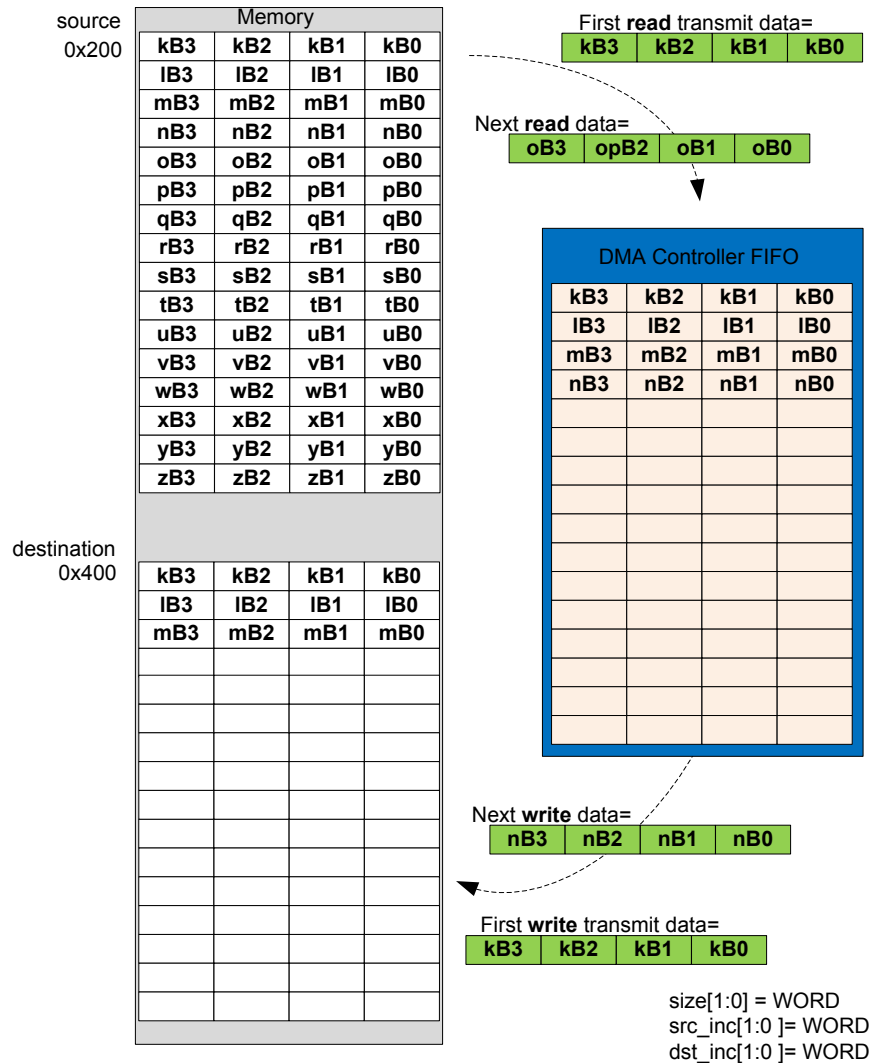 source
0x200
Memory
kB3 kB2 kB1 kB0
lB3 lB2 lB1 lB0
mB3 mB2 mB1 mB0
nB3 nB2 nB1 nB0
oB3 oB2 oB1 oB0
pB3 pB2 pB1 pB0
qB3 qB2 qB1 qB0
rB3 rB2 rB1 rB0
sB3 sB2 sB1 sB0
tB3 tB2 tB1 tB0
uB3 uB2 uB1 uB0
vB3 vB2 vB1 vB0
wB3 wB2 wB1 wB0
xB3 xB2 xB1 xB0
yB3 yB2 yB1 yB0
zB3 zB2 zB1 zB0
First read transmit data=
kB3 kB2 kB1 kB0
Next read data=
oB3 opB2 oB1 oB0
DMA Controller FIFO
kB3 kB2 kB1 kB0
lB3 lB2 lB1 lB0
mB3 mB2 mB1 mB0
nB3 nB2 nB1 nB0
destination
0x400
kB3 kB2 kB1 kB0
lB3 lB2 lB1 lB0
mB3 mB2 mB1 mB0
Next write data=
nB3 nB2 nB1 nB0
First write transmit data=
kB3 kB2 kB1 kB0
size[1:0] = WORD
src_inc[1:0 ]= WORD
dst_inc[1:0 ]= WORD